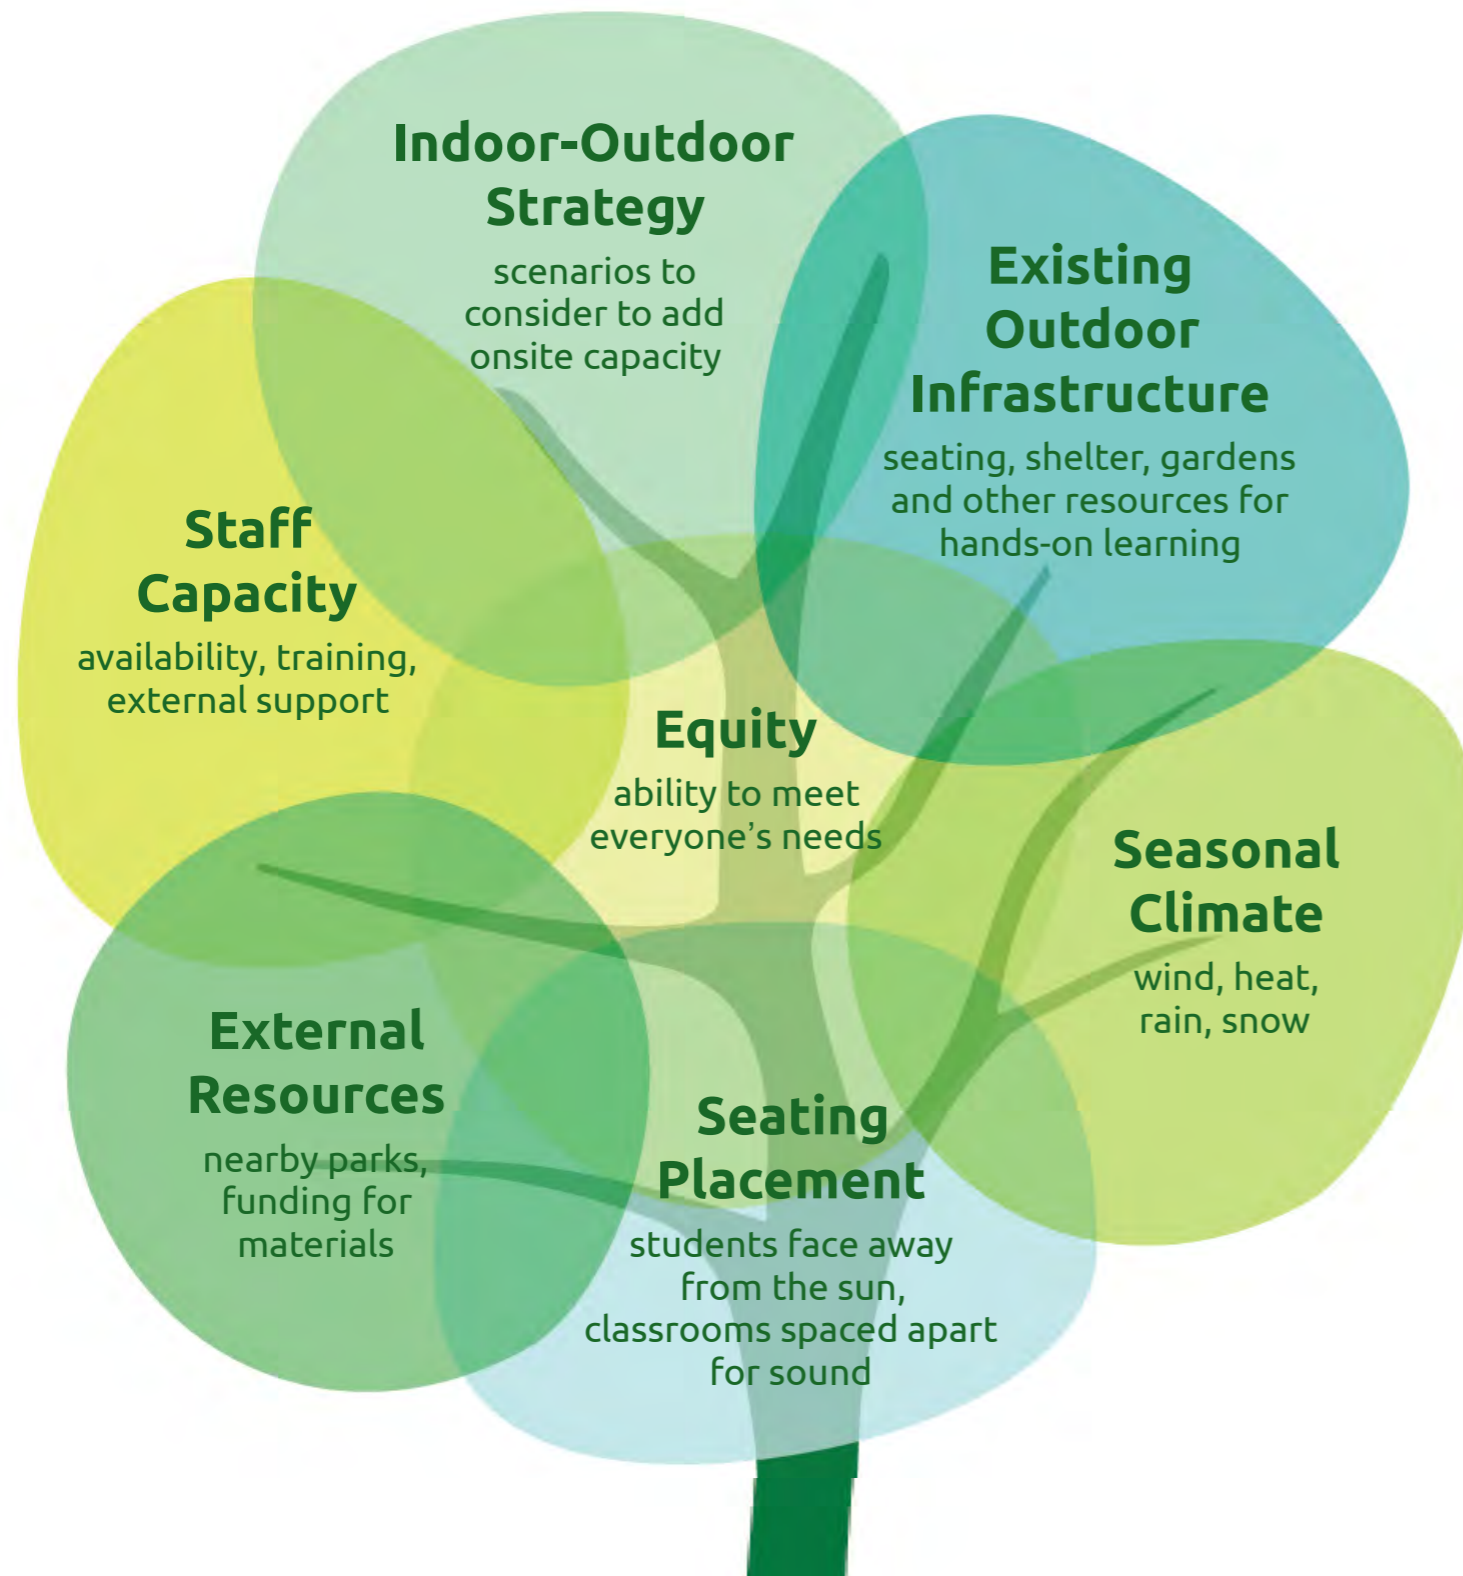 Indoor-Outdoor
Strategy
scenarios to
consider to add
onsite capacity
Existing
Outdoor
Infrastructure
seating, shelter, gardens
and other resources for
hands-on learning
Staff
Capacity
availability, training,
external support
Equity
ability to meet
everyone’s needs
Seasonal
Climate
wind, heat,
rain, snow
External
Resources
nearby parks,
funding for
materials
Seating
Placement
students face away
from the sun,
classrooms spaced apart
for sound